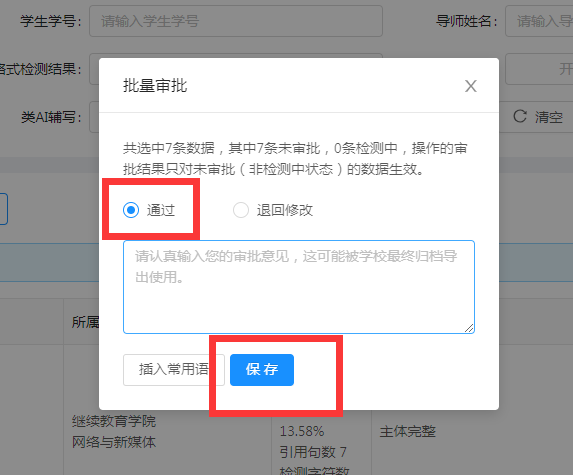 学生学号： 请输入学生学号 导师姓名： 请输入导
格式检测结果： 开
类AI辅写： 清空
批量审批
共选中7条数据，其中7条未审批，0条检测中，操作的审
批结果只对未审批（非检测中状态）的数据生效。
通过 退回修改
请认真输入您的审批意见，这可能被学校最终归档导
出使用。
插入常用语 保 存
所属
继续教育学院
网络与新媒体
13.58%
引用句数 7
检测字符数
主体完整